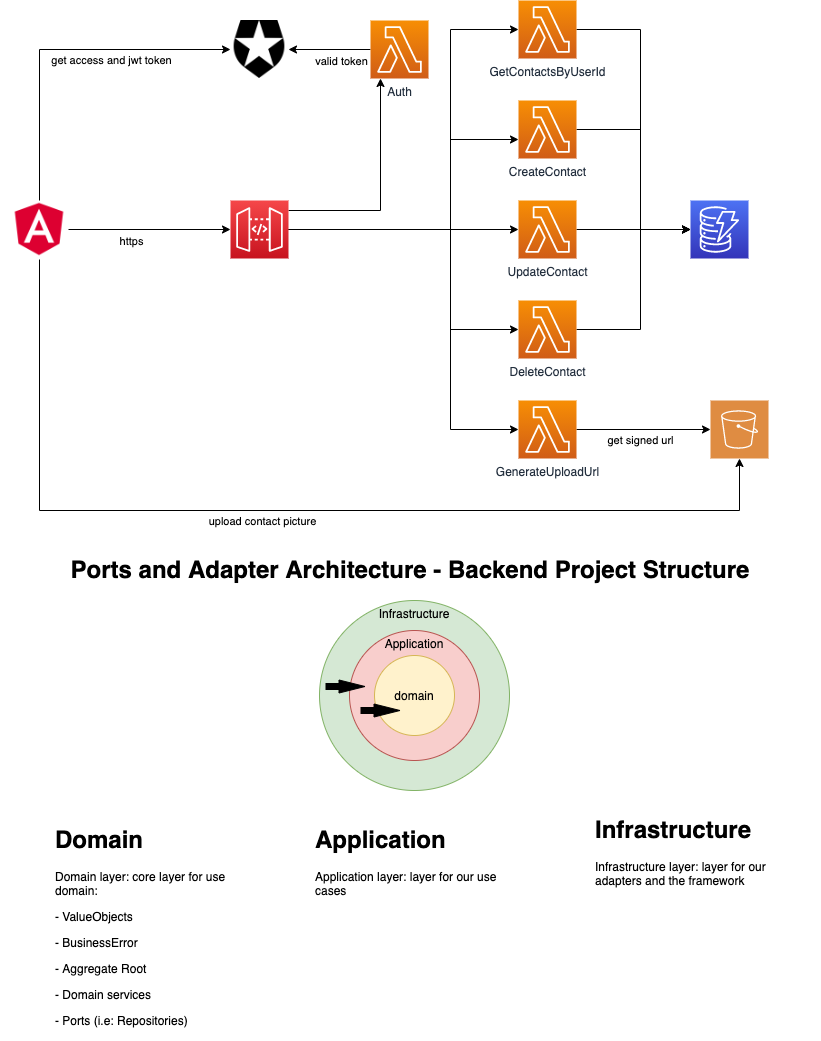 GetContactsByUserId
get access and jwt token
valid token
Auth
CreateContact
https
UpdateContact
DeleteContact
get signed url
GenerateUploadUrl
upload contact picture
Ports and Adapter Architecture - Backend Project Structure
Infrastructure
Application
domain
Domain
Domain layer: core layer for use
domain:
- ValueObjects
- BusinessError
- Aggregate Root
- Domain services
- Ports (i.e: Repositories)
Application
Application layer: layer for our use
cases
Infrastructure
Infrastructure layer: layer for our
adapters and the framework